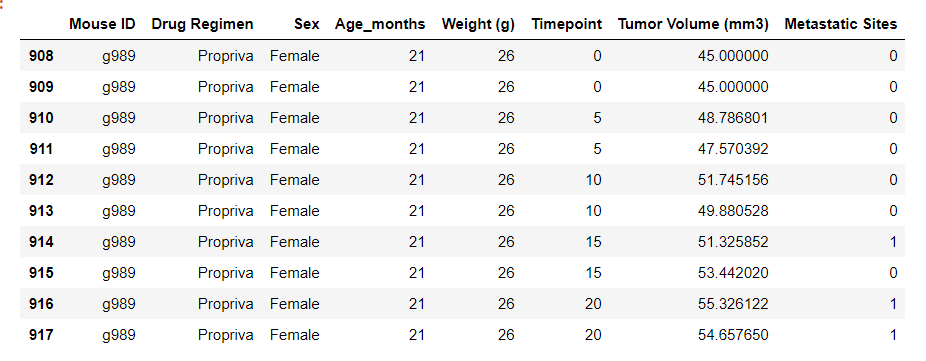 :
Mouse ID Drug Regimen Sex Age_months Weight (g) Timepoint Tumor Volume (mm3) Metastatic Sites
908 g989 Propriva Female 21 26 0 45.000000 0
909 g989 Propriva Female 21 26 0 45.000000 0
910 g989 Propriva Female 21 26 5 48.786801 0
911 g989 Propriva Female 21 26 5 47.570392 0
912 g989 Propriva Female 21 26 10 51.745156 0
913 g989 Propriva Female 21 26 10 49.880528 0
914 g989 Propriva Female 21 26 15 51.325852 1
915 g989 Propriva Female 21 26 15 53.442020 0
916 g989 Propriva Female 21 26 20 55.326122 1
917 g989 Propriva Female 21 26 20 54.657650 1